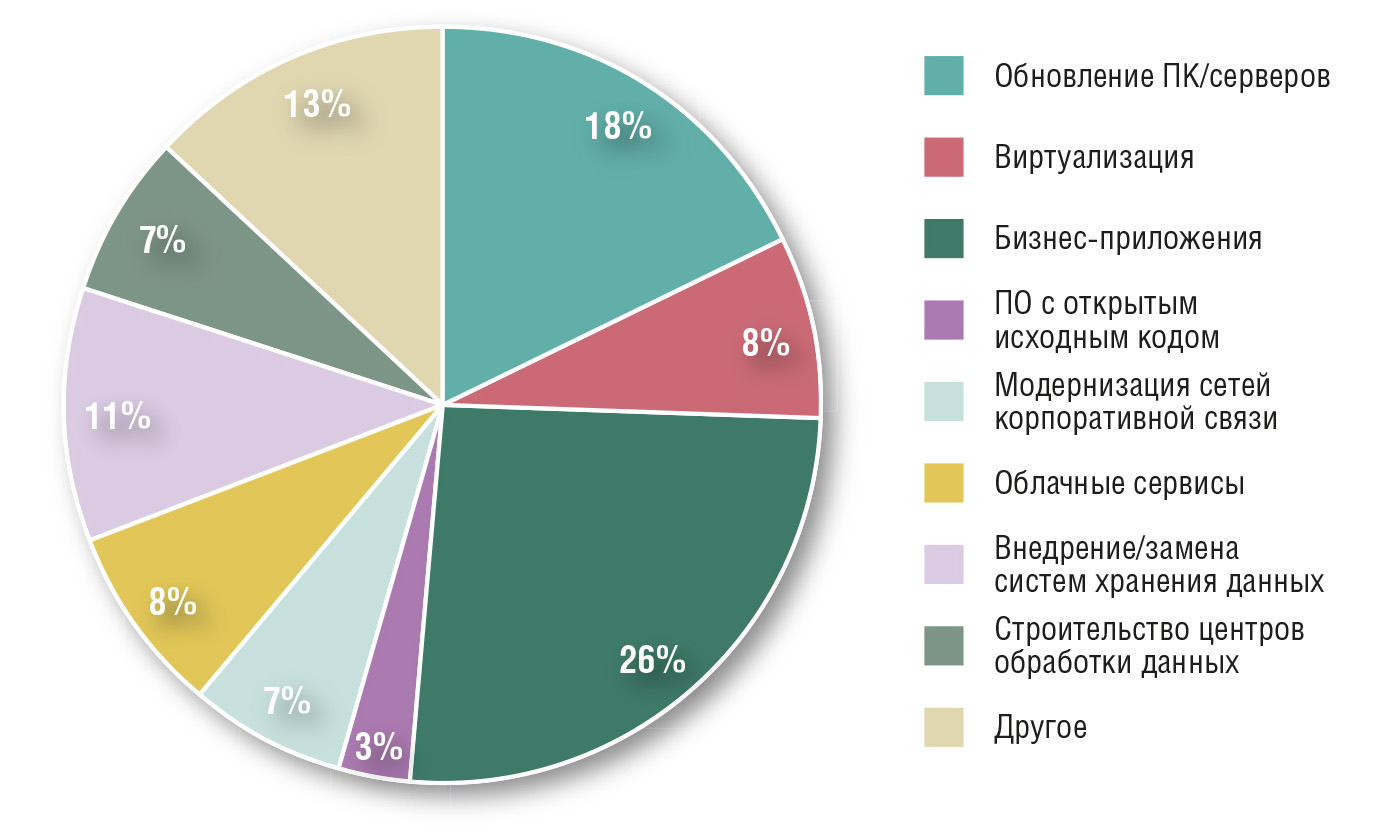 18%
8%
26%
3%
7%
8%
11%
7%
13%
Обновление ПК/серверов
Виртуализация
Бизнес-приложения
ПО с открытым
исходным кодом
Модернизация сетей
корпоративной связи
Облачные сервисы
Внедрение/замена
систем хранения данных
Строительство центров
обработки данных
Другое